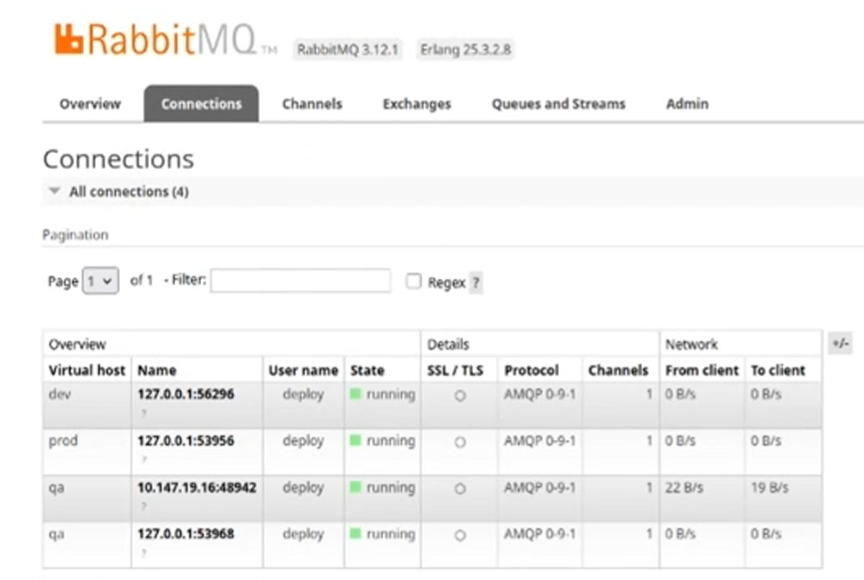 RabbitMQ TM RabbitMQ 3.12.1 Erlang 25.3.2.8
Overview Connections Channels Exchanges Queues and Streams Admin
Connections
All connections (4)
Pagination
Page 1 of 1 - Filter: Regex ?
Overview Details Network +/-
Virtual host Name User name State SSL / TLS Protocol Channels From client To client
dev 127.0.0.1:56296 deploy running AMQP 0-9-1 1 0 B/s 0 B/s
?
prod 127.0.0.1:53956 deploy running AMQP 0-9-1 1 0 B/s 0 B/s
?
qa 10.147.19.16:48942 deploy running AMQP 0-9-1 1 22 B/s 19 B/s
?
qa 127.0.0.1:53968 deploy running AMQP 0-9-1 1 0 B/s 0 B/s
?